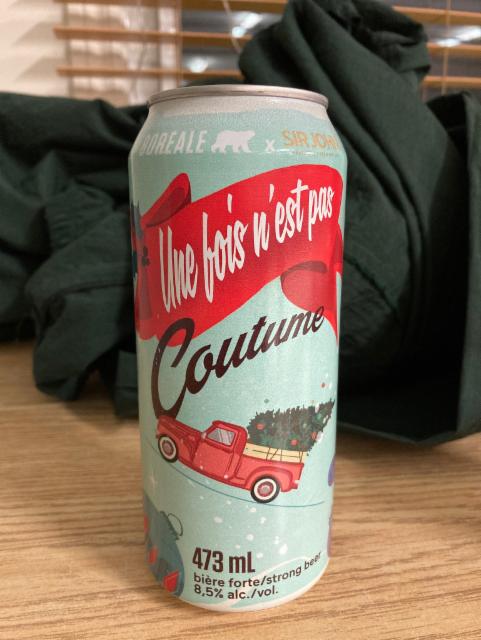 BOREALE x SIR JOHN
Une fois n'est pas
Coutume
473 mL
bière forte/strong beer
8,5% alc./vol.